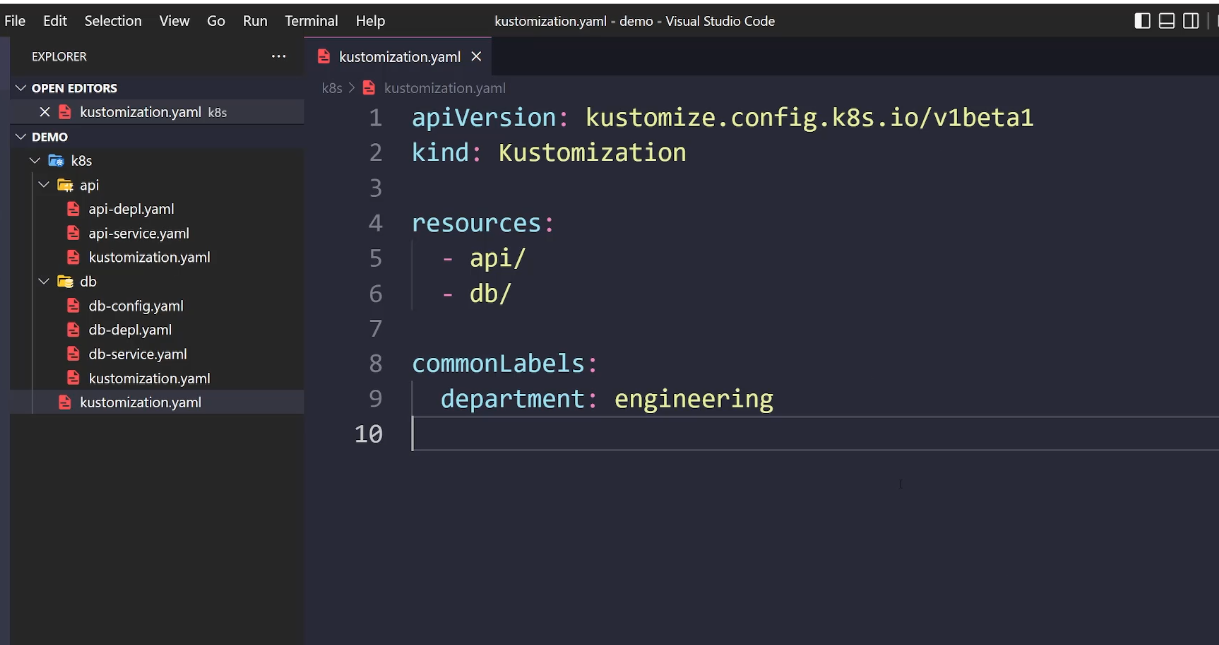 File Edit Selection View Go Run Terminal Help kustomization.yaml - demo - Visual Studio Code
EXPLORER ...
OPEN EDITORS
kustomization.yaml k8s
DEMO
k8s
api
api-depl.yaml
api-service.yaml
kustomization.yaml
db
db-config.yaml
db-depl.yaml
db-service.yaml
kustomization.yaml
kustomization.yaml
kustomization.yaml
k8s > kustomization.yaml
1 apiVersion: kustomize.config.k8s.io/v1beta1
2 kind: Kustomization
3
4 resources:
5 - api/
6 - db/
7
8 commonLabels:
9 department: engineering
10